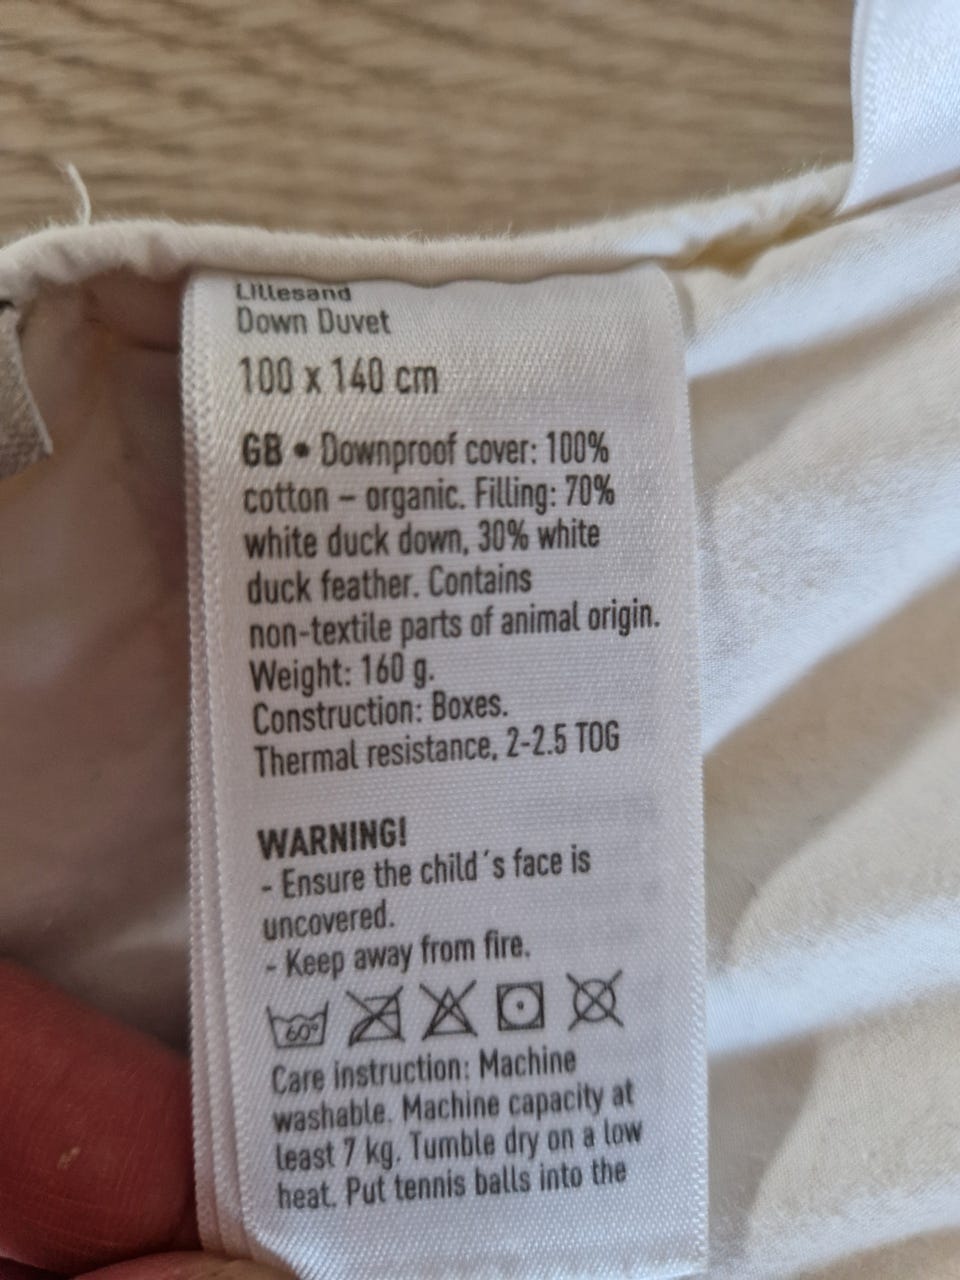 Lillesand
Down Duvet
100 x 140 cm
GB • Downproof cover: 100%
cotton – organic. Filling: 70%
white duck down, 30% white
duck feather. Contains
non-textile parts of animal origin.
Weight: 160 g.
Construction: Boxes.
Thermal resistance, 2-2.5 TOG
WARNING!
- Ensure the child´s face is
uncovered.
- Keep away from fire.
60°
Care instruction: Machine
washable. Machine capacity at
least 7 kg. Tumble dry on a low
heat. Put tennis balls into the